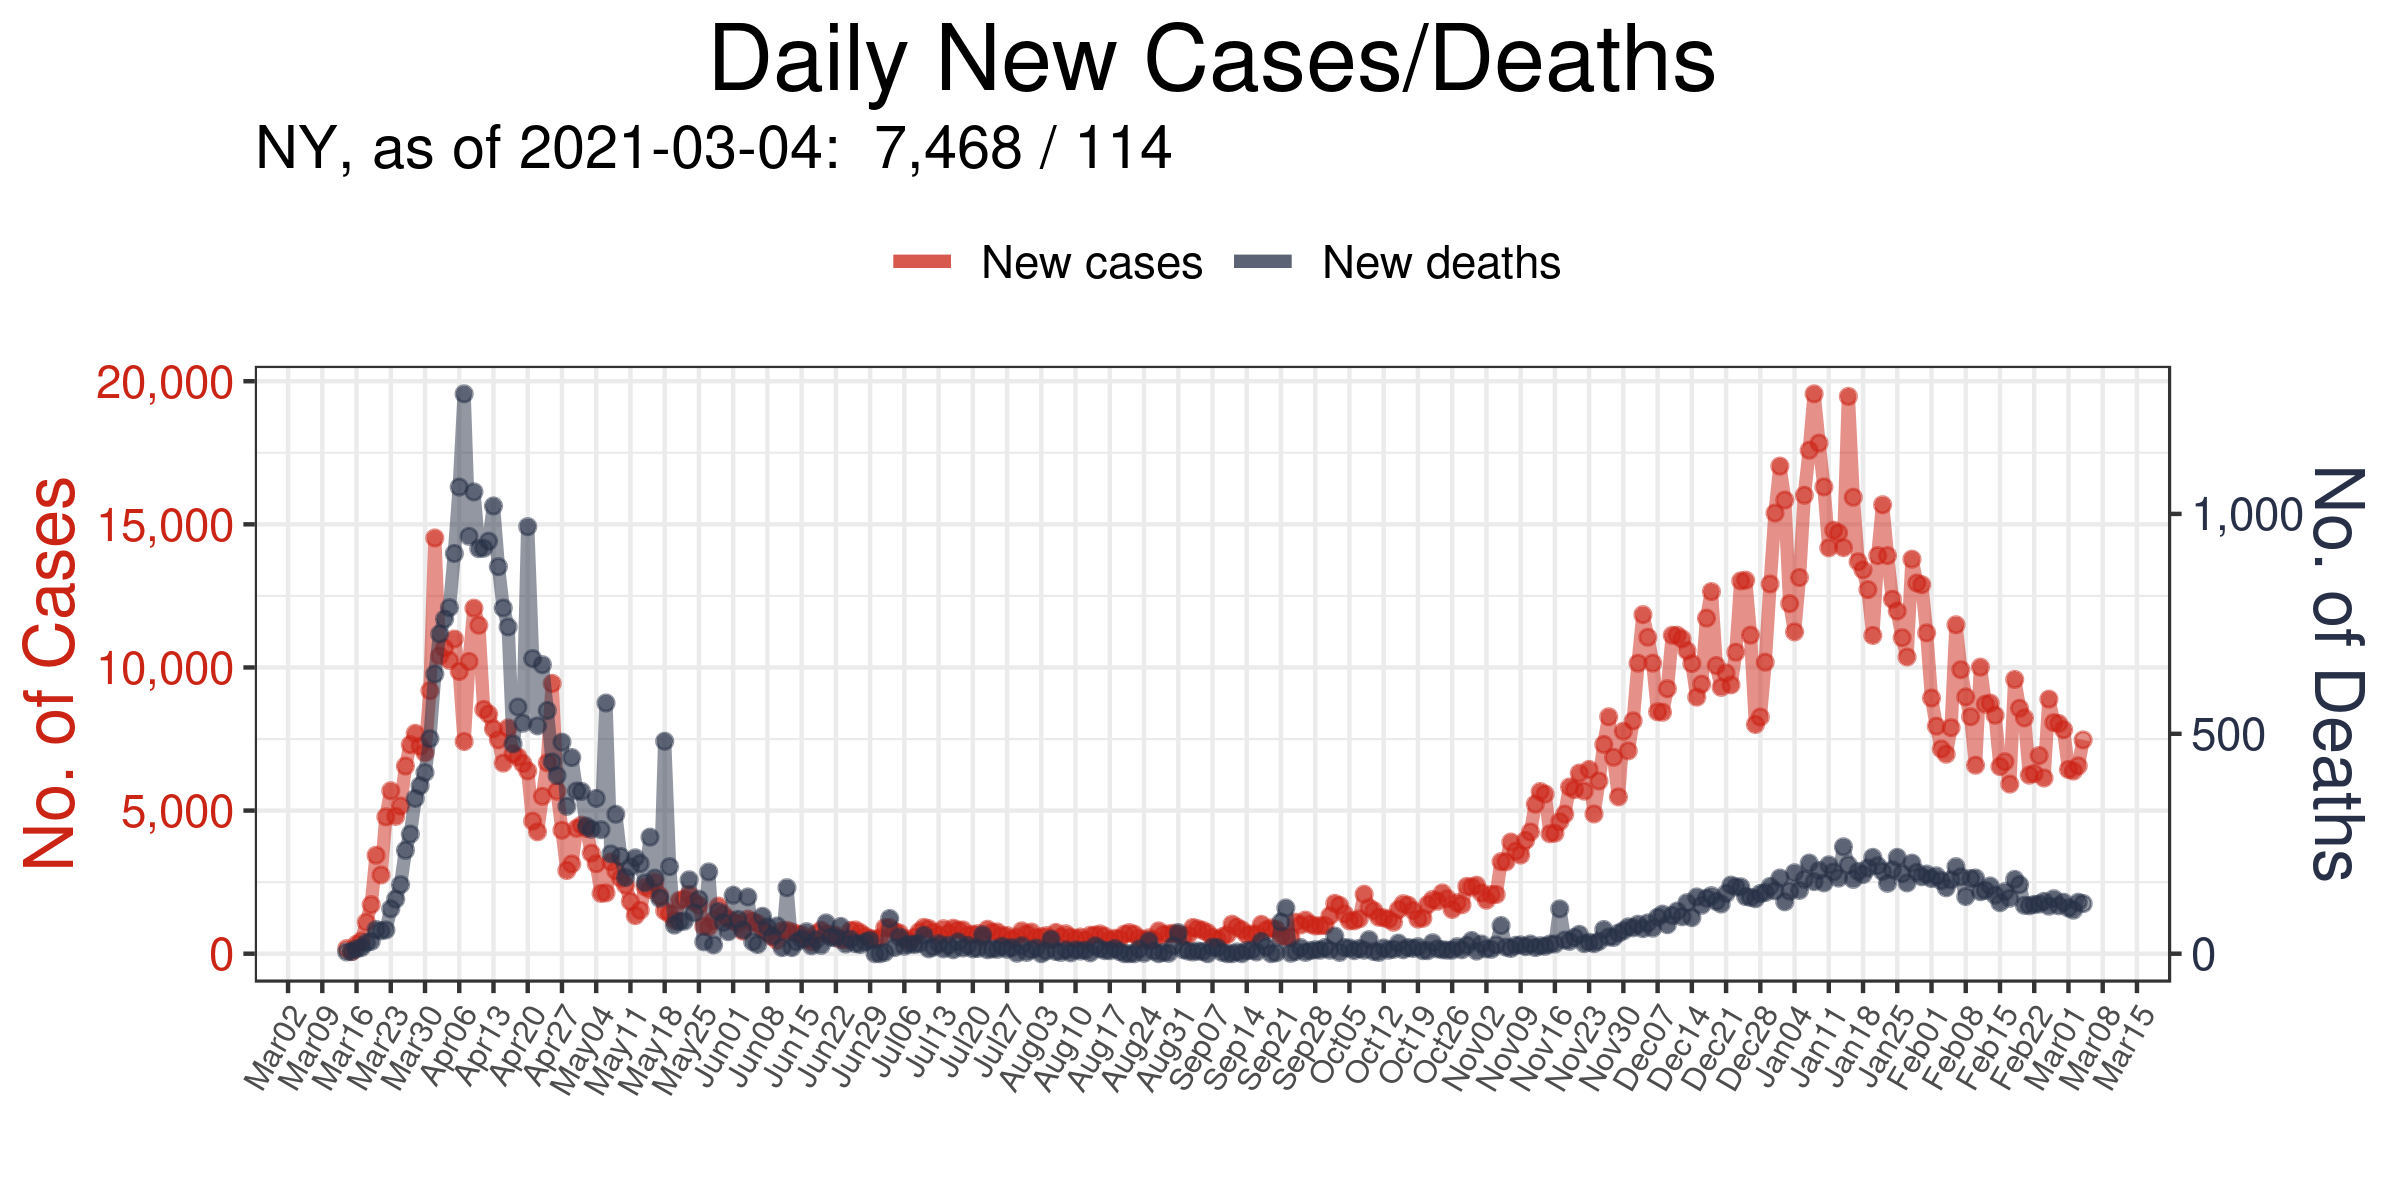 Daily New Cases/Deaths
NY, as of 2021-03-04:  7,468 / 114
New cases
New deaths
No. of Cases
20,000
15,000
10,000
5,000
0
1,000
500
0
No. of Deaths
Mar02
Mar09
Mar16
Mar23
Mar30
Apr06
Apr13
Apr20
Apr27
May04
May11
May18
May25
Jun01
Jun08
Jun15
Jun22
Jun29
Jul06
Jul13
Jul20
Jul27
Aug03
Aug10
Aug17
Aug24
Aug31
Sep07
Sep14
Sep21
Sep28
Oct05
Oct12
Oct19
Oct26
Nov02
Nov09
Nov16
Nov23
Nov30
Dec07
Dec14
Dec21
Dec28
Jan04
Jan11
Jan18
Jan25
Feb01
Feb08
Feb15
Feb22
Mar01
Mar08
Mar15